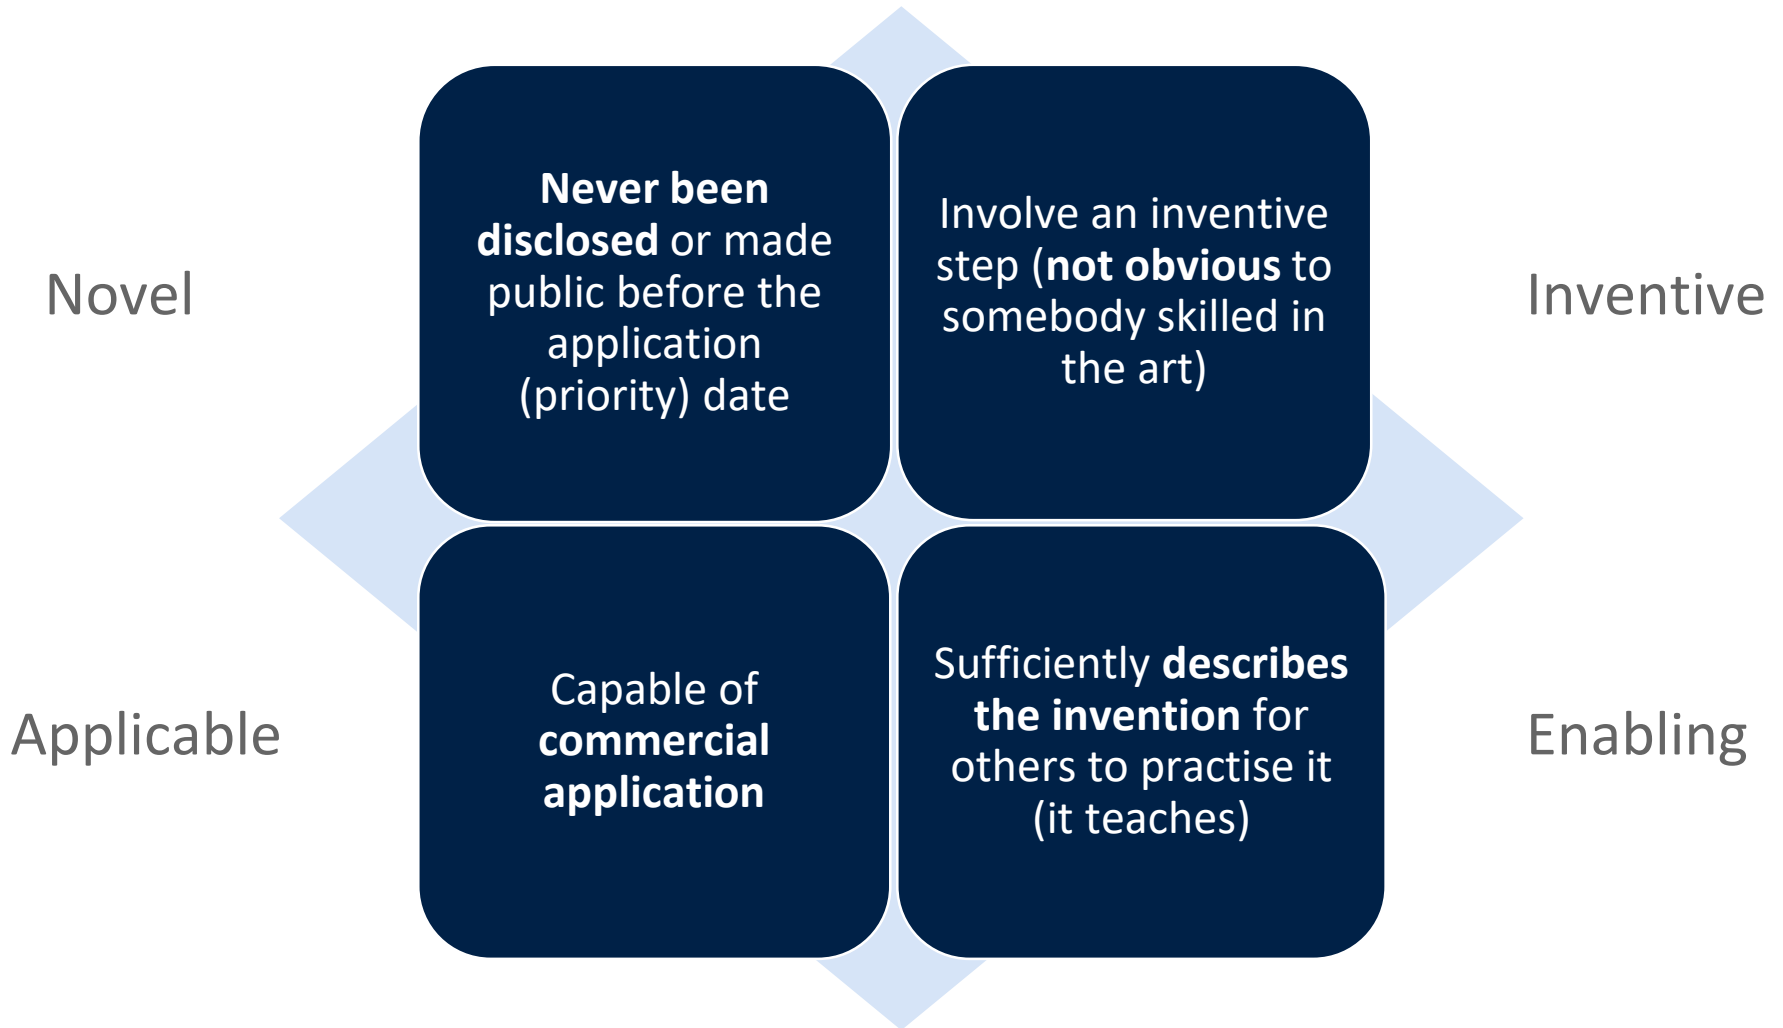 Novel
Never been
disclosed or made
public before the
application
(priority) date
Involve an inventive
step (not obvious to
somebody skilled in
the art)
Inventive
Applicable
Capable of
commercial
application
Sufficiently describes
the invention for
others to practise it
(it teaches)
Enabling